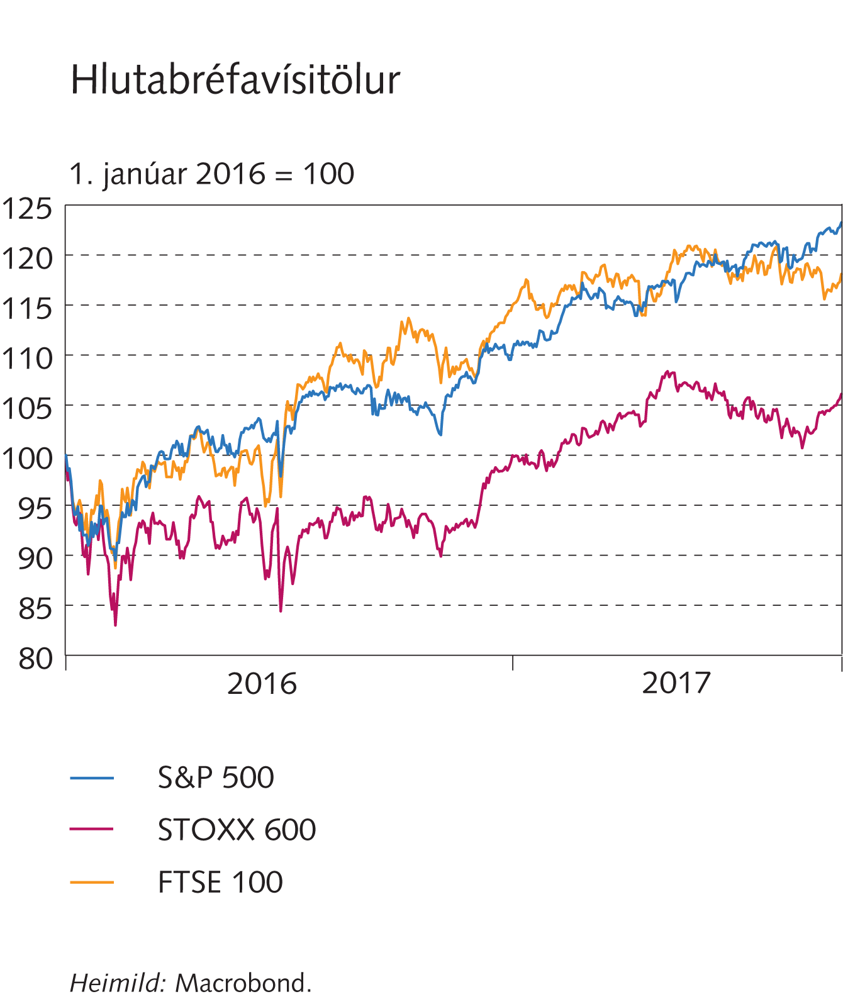 Hlutabréfavísitölur
1. janúar 2016 = 100
125
120
115
110
105
100
95
90
85
80
2016 2017
S&P 500
STOXX 600
FTSE 100
Heimild: Macrobond.